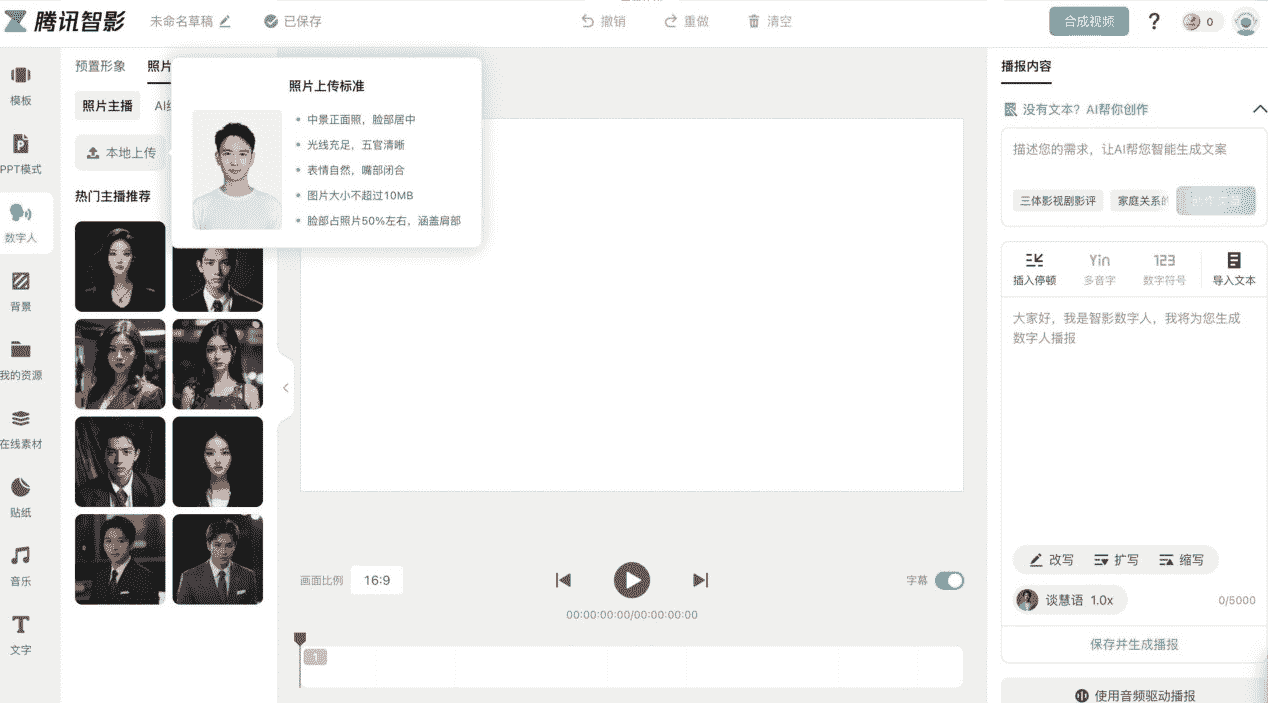 腾讯智影
未命名草稿
已保存
撤销
重做
清空
合成视频
?
0
模板
PPT模式
数字人
背景
我的资源
在线素材
贴纸
音乐
文字
预置形象
照片
照片主播
AI
本地上传
热门主播推荐
照片上传标准
中景正面照，脸部居中
光线充足，五官清晰
表情自然，嘴部闭合
图片大小不超过10MB
脸部占照片50%左右，涵盖肩部
画面比例
16:9
00:00:00:00/00:00:00:00
字幕
1
播报内容
没有文本？AI帮你创作
描述您的需求，让AI帮您智能生成文案
三体影视剧影评
家庭关系的
插入停顿
Yin
多音字
123
数字符号
导入文本
大家好，我是智影数字人，我将为您生成
数字人播报
改写
扩写
缩写
谈慧语 1.0x
0/5000
保存并生成播报
使用音频驱动播报